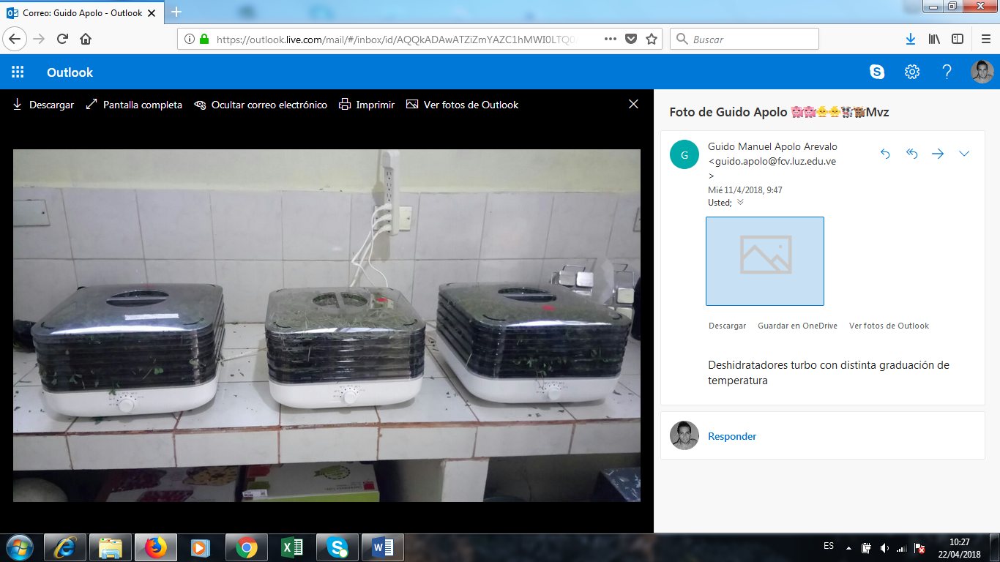 Correo: Guido Apolo - Outlook
https://outlook.live.com/mail/#/inbox/id/AQQkADAwATZiZmYAZC1hMWI0LTQ0
Buscar
Outlook
Descargar
Pantalla completa
Ocultar correo electrónico
Imprimir
Ver fotos de Outlook
Foto de Guido Apolo 🐷🐷🐥🐥🐮🐂Mvz
G
Guido Manuel Apolo Arevalo
<guido.apolo@fcv.luz.edu.ve
>
Mié 11/4/2018, 9:47
Usted;
Descargar
Guardar en OneDrive
Ver fotos de Outlook
Deshidratadores turbo con distinta graduación de
temperatura
Responder
ES
10:27
22/04/2018